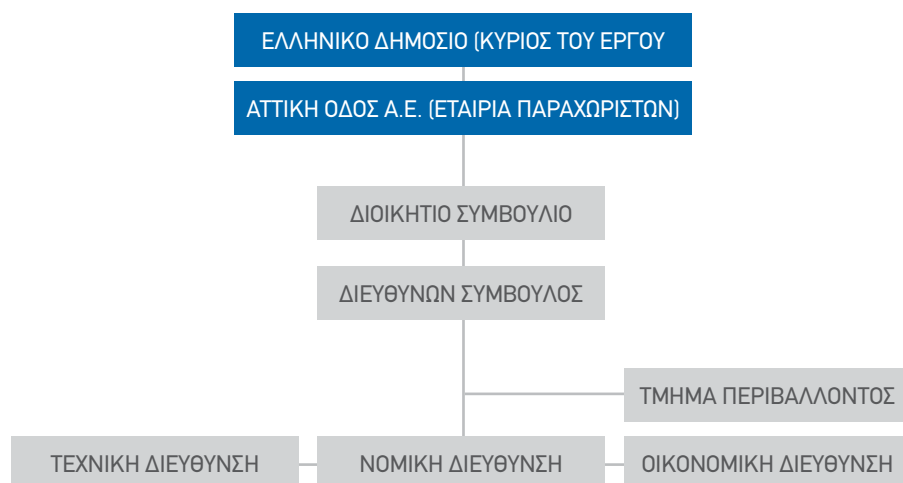 ΕΛΛΗΝΙΚΟ ΔΗΜΟΣΙΟ (ΚΥΡΙΟΣ ΤΟΥ ΕΡΓΟΥ
ΑΤΤΙΚΗ ΟΔΟΣ Α.Ε. (ΕΤΑΙΡΙΑ ΠΑΡΑΧΩΡΙΣΤΩΝ)
ΔΙΟΙΚΗΤΙΟ ΣΥΜΒΟΥΛΙΟ
ΔΙΕΥΘΥΝΩΝ ΣΥΜΒΟΥΛΟΣ
ΤΜΗΜΑ ΠΕΡΙΒΑΛΛΟΝΤΟΣ
ΤΕΧΝΙΚΗ ΔΙΕΥΘΥΝΣΗ
ΝΟΜΙΚΗ ΔΙΕΥΘΥΝΣΗ
ΟΙΚΟΝΟΜΙΚΗ ΔΙΕΥΘΥΝΣΗ